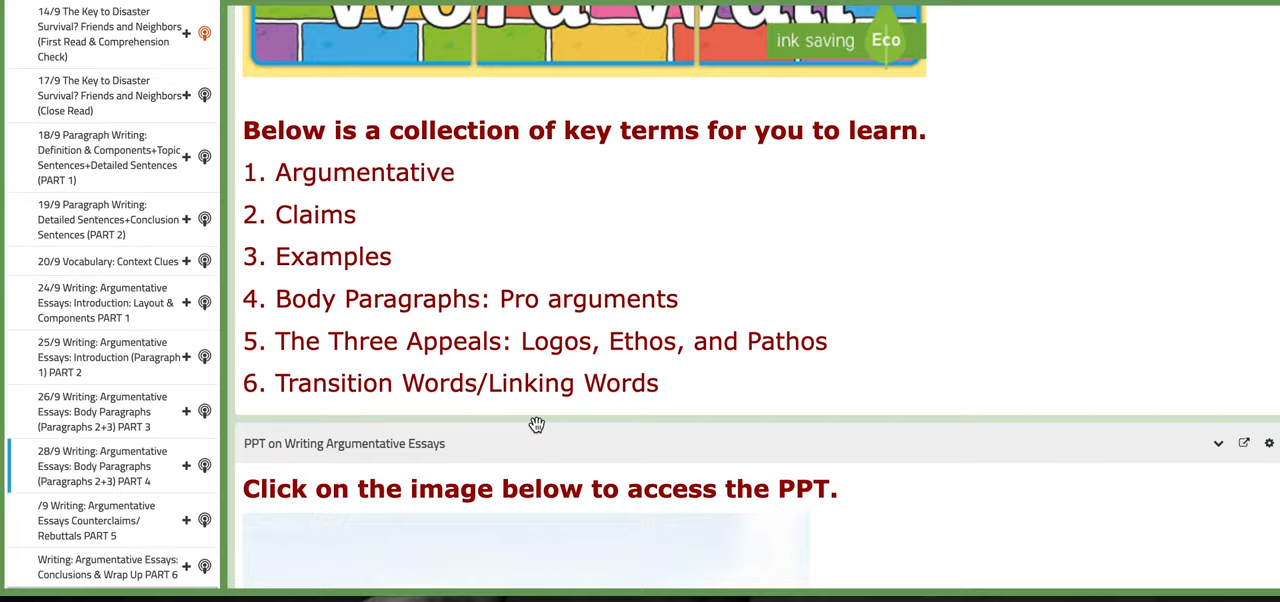 14/9 The Key to Disaster
Survival? Friends and Neighbors
(First Read & Comprehension
Check)
17/9 The Key to Disaster
Survival? Friends and Neighbors
(Close Read)
18/9 Paragraph Writing:
Definition & Components+Topic
Sentences+Detailed Sentences
(PART 1)
19/9 Paragraph Writing:
Detailed Sentences+Conclusion
Sentences (PART 2)
20/9 Vocabulary: Context Clues
24/9 Writing: Argumentative
Essays: Introduction: Layout &
Components PART 1
25/9 Writing: Argumentative
Essays: Introduction (Paragraph
1) PART 2
26/9 Writing: Argumentative
Essays: Body Paragraphs
(Paragraphs 2+3) PART 3
28/9 Writing: Argumentative
Essays: Body Paragraphs
(Paragraphs 2+3) PART 4
/9 Writing: Argumentative
Essays Counterclaims/
Rebuttals PART 5
Writing: Argumentative Essays:
Conclusions & Wrap Up PART 6
Word Wall
ink saving Eco
Below is a collection of key terms for you to learn.
1. Argumentative
2. Claims
3. Examples
4. Body Paragraphs: Pro arguments
5. The Three Appeals: Logos, Ethos, and Pathos
6. Transition Words/Linking Words
PPT on Writing Argumentative Essays
Click on the image below to access the PPT.